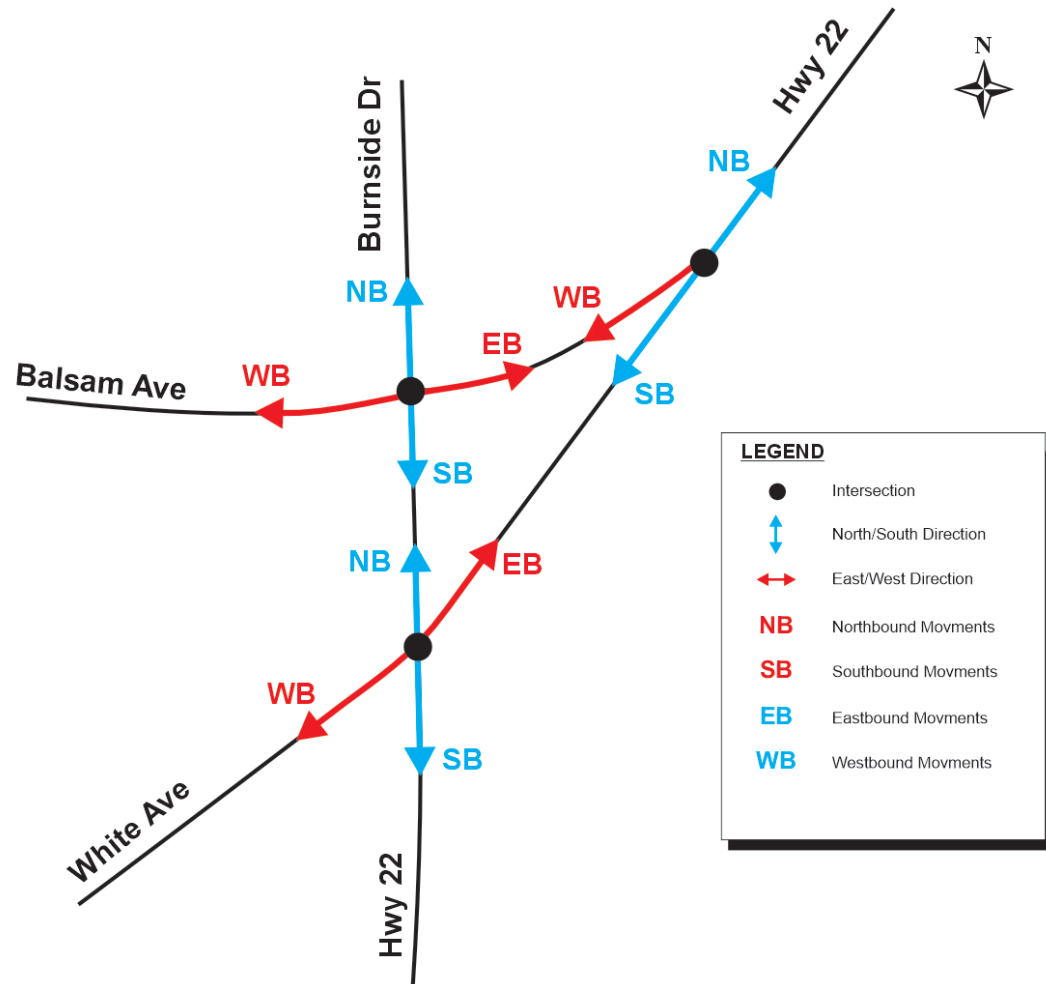 Hwy 22
N
Burnside Dr
NB
WB
NB
EB
Balsam Ave
WB
SB
SB
NB
EB
WB
SB
White Ave
Hwy 22
LEGEND
Intersection
North/South Direction
East/West Direction
NB Northbound Movments
SB Southbound Movments
EB Eastbound Movments
WB Westbound Movments